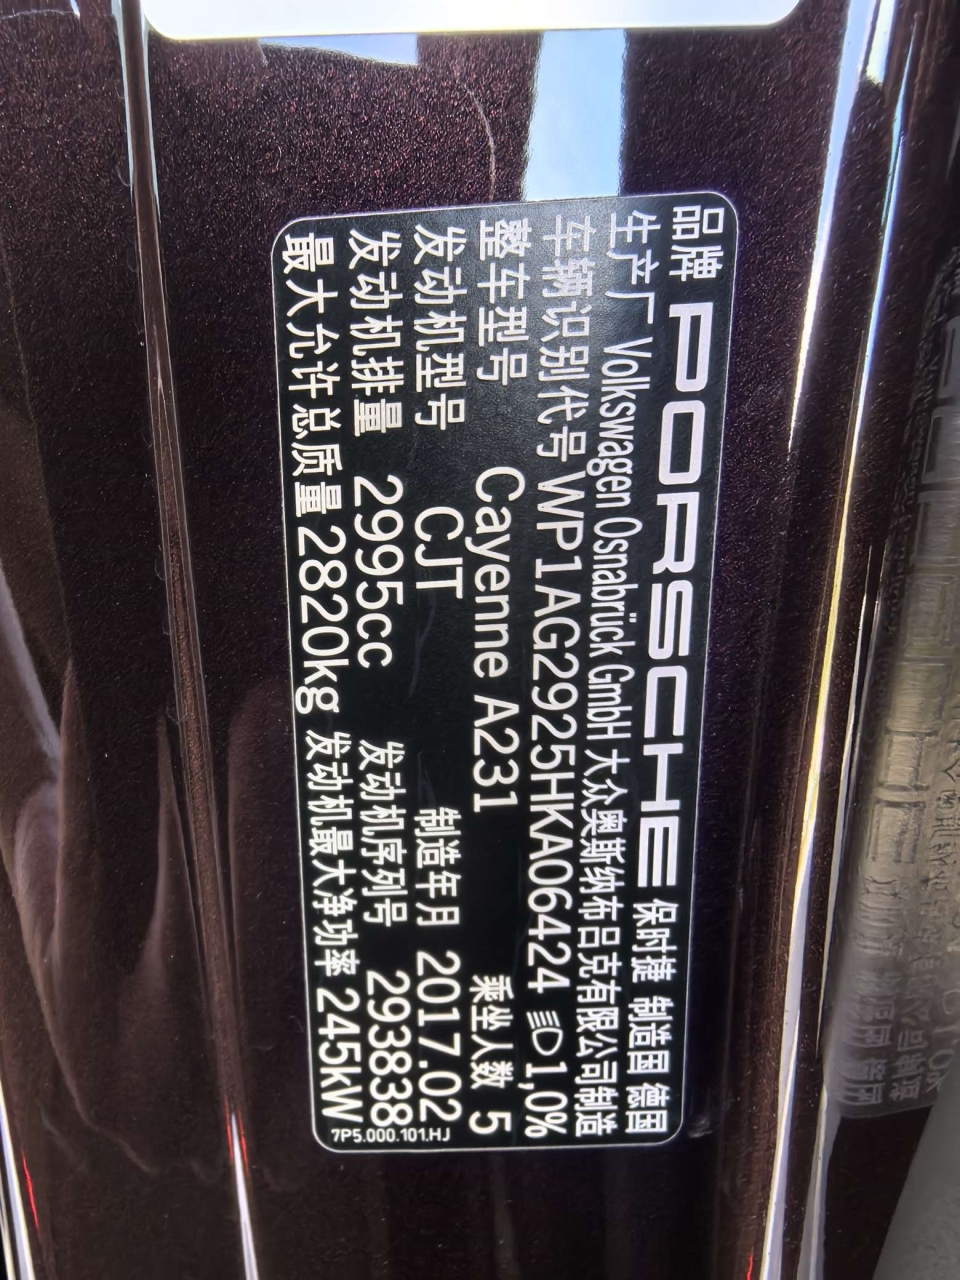 品牌 PORSCHE 保时捷 制造国 德国
生产厂 Volkswagen Osnabrück GmbH 大众奥斯纳布吕克有限公司制造
车辆识别代号 WP1AG2925HKA06424 1,0%
整车型号 Cayenne A231 乘坐人数 5
发动机型号 CJT 制造年月 2017.02
发动机排量 2995cc 发动机序列号 293838
最大允许总质量 2820kg 发动机最大净功率 245kW
7P5.000.101.HJ